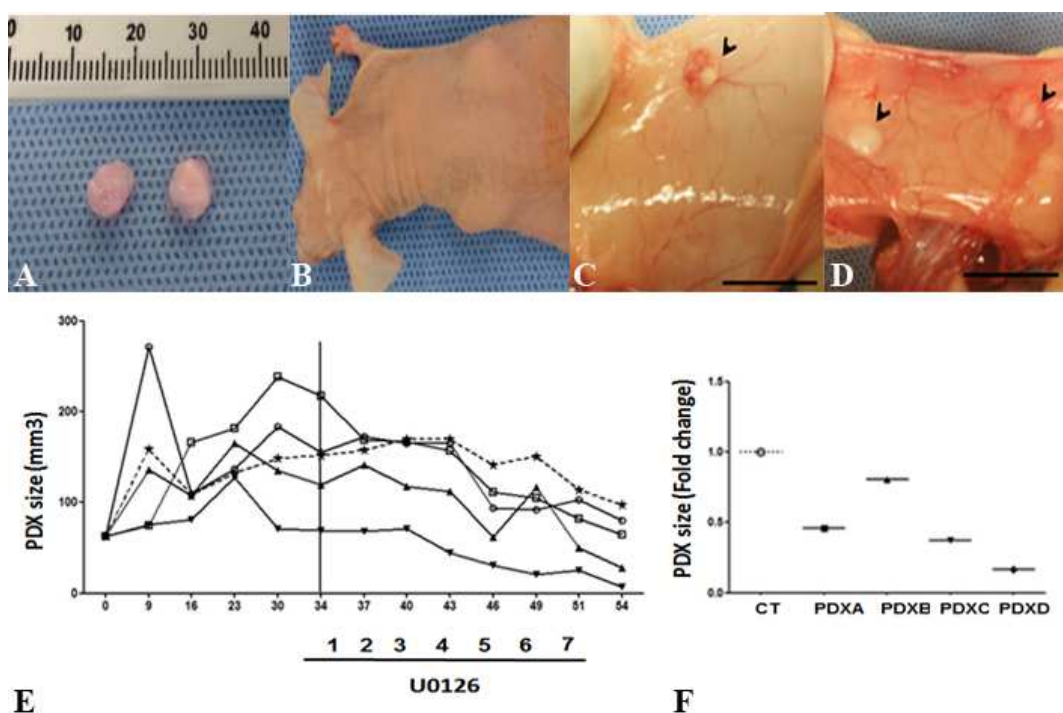 0 10 20 30 40
A
B
C
D
PDX size (mm3)
300
200
100
0
0 9 16 23 30 34 37 40 43 46 49 51 54
1 2 3 4 5 6 7
U0126
E
PDX size (Fold change)
1.5
1.0
0.5
0.0
CT PDXA PDXB PDXC PDXD
F